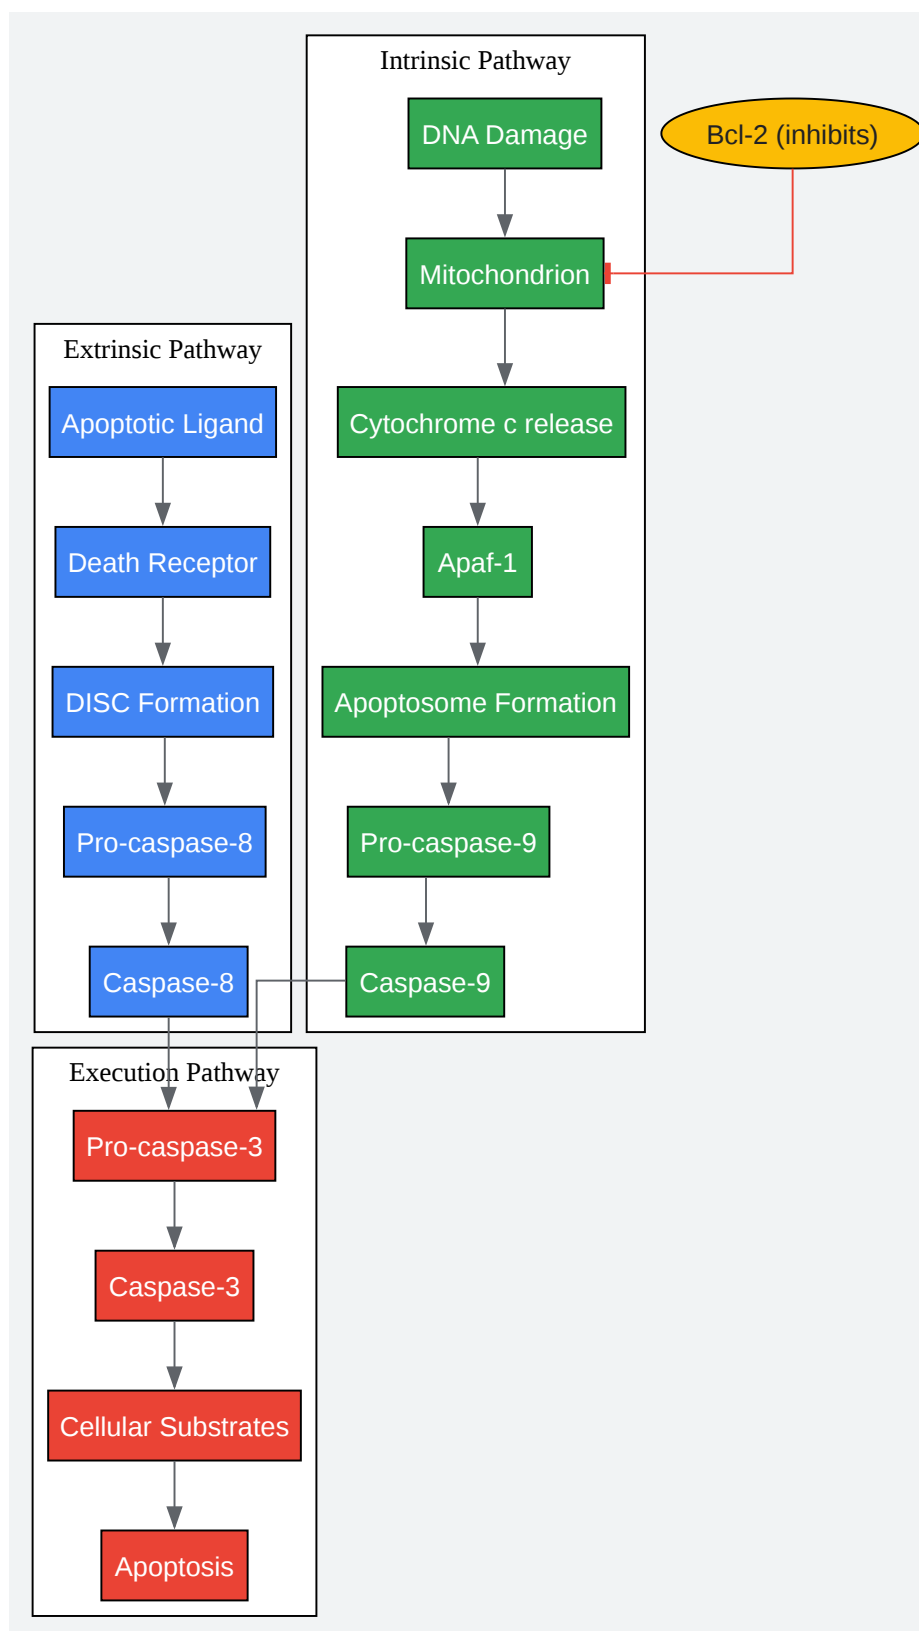 Intrinsic Pathway
DNA Damage
Bcl-2 (inhibits)
Mitochondrion
Cytochrome c release
Apaf-1
Apoptosome Formation
Pro-caspase-9
Caspase-9
Extrinsic Pathway
Apoptotic Ligand
Death Receptor
DISC Formation
Pro-caspase-8
Caspase-8
Execution Pathway
Pro-caspase-3
Caspase-3
Cellular Substrates
Apoptosis